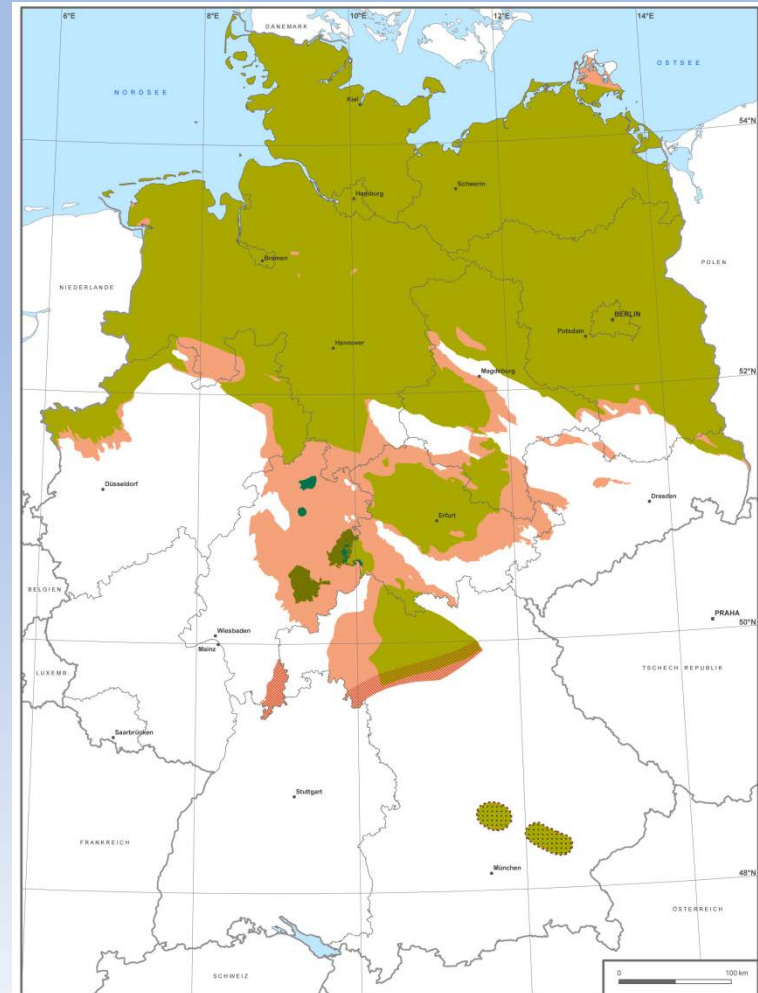 6°E
8°E
10°E
12°E
14°E
DÄNEMARK
OSTSEE
NORDSEE
Kiel
54°N
Schwerin
Hamburg
Bremen
POLEN
NIEDERLANDE
BERLIN
Potsdam
Hannover
Magdeburg
52°N
Düsseldorf
Dresden
Erfurt
BELGIEN
PRAHA
Wiesbaden
50°N
Mainz
LUXEMB.
TSCHECH. REPUBLIK
Saarbrücken
Stuttgart
FRANKREICH
München
48°N
ÖSTERREICH
SCHWEIZ
0 100 km